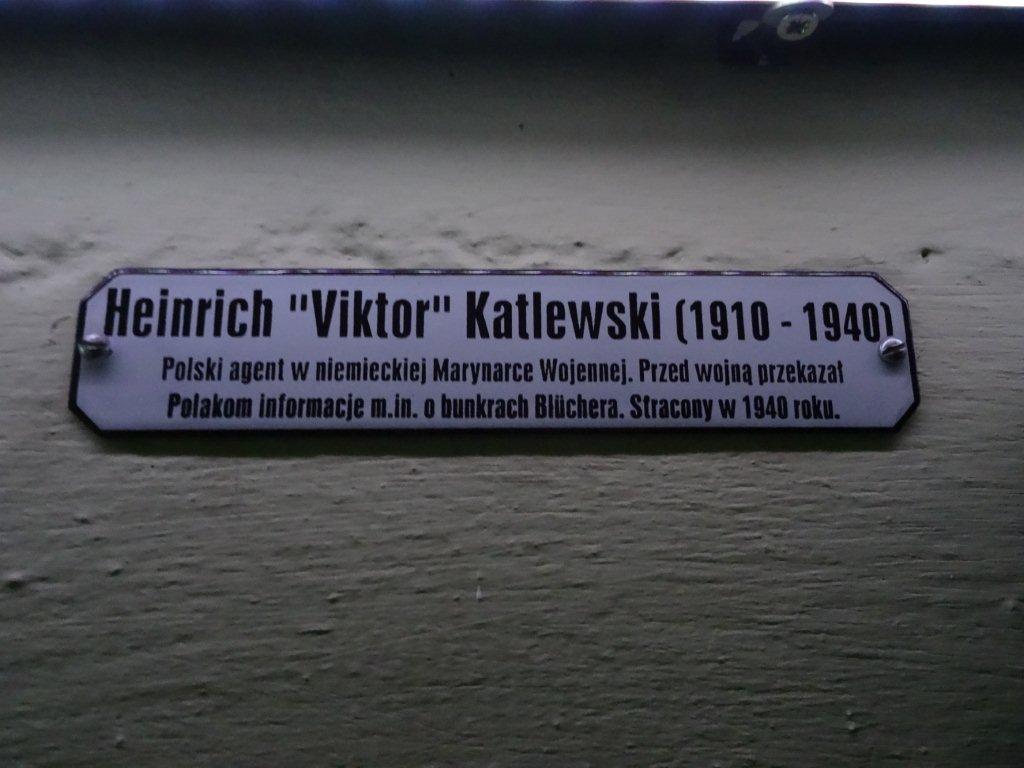 Heinrich "Viktor" Katlewski (1910 - 1940)
Polski agent w niemieckiej Marynarce Wojennej. Przed wojną przekazał
Polakom informacje m.in. o bunkrach Blüchera. Stracony w 1940 roku.